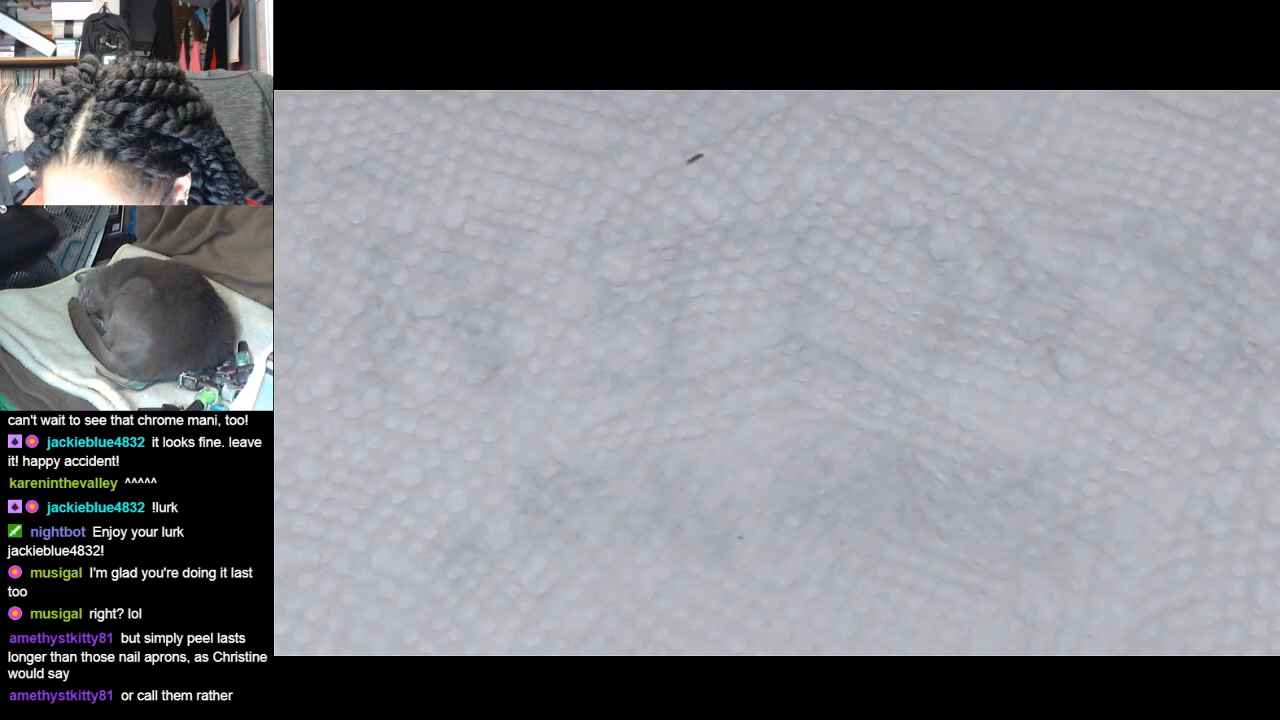 can't wait to see that chrome mani, too!
jackieblue4832 it looks fine. leave
it! happy accident!
kareninthevalley ^^^^^
jackieblue4832 !lurk
nightbot Enjoy your lurk
jackieblue4832!
musigal I'm glad you're doing it last
too
musigal right? lol
amethystkitty81 but simply peel lasts
longer than those nail aprons, as Christine
would say
amethystkitty81 or call them rather